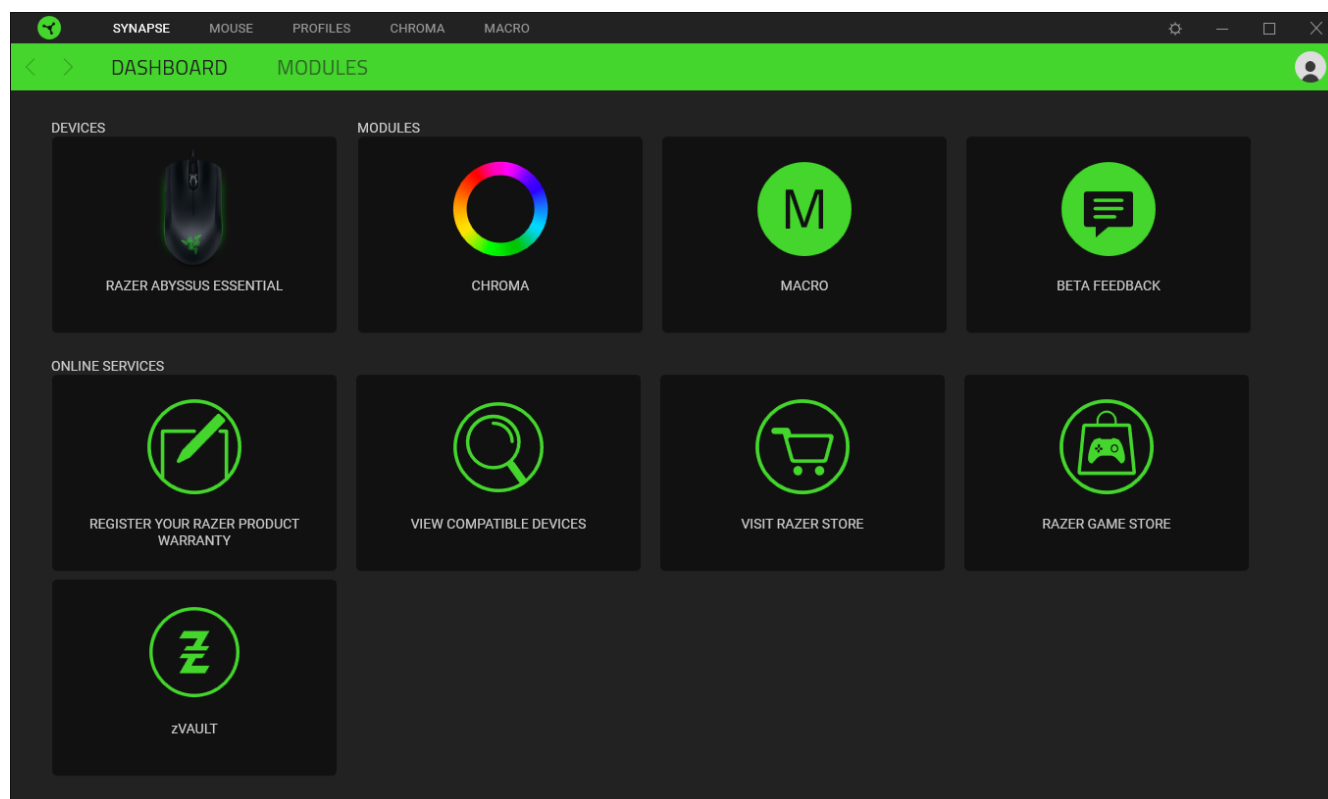 SYNAPSE MOUSE PROFILES CHROMA MACRO
DASHBOARD MODULES
DEVICES MODULES
RAZER ABYSSUS ESSENTIAL
CHROMA
M
MACRO
BETA FEEDBACK
ONLINE SERVICES
REGISTER YOUR RAZER PRODUCT
WARRANTY
VIEW COMPATIBLE DEVICES
VISIT RAZER STORE
RAZER GAME STORE
zVAULT